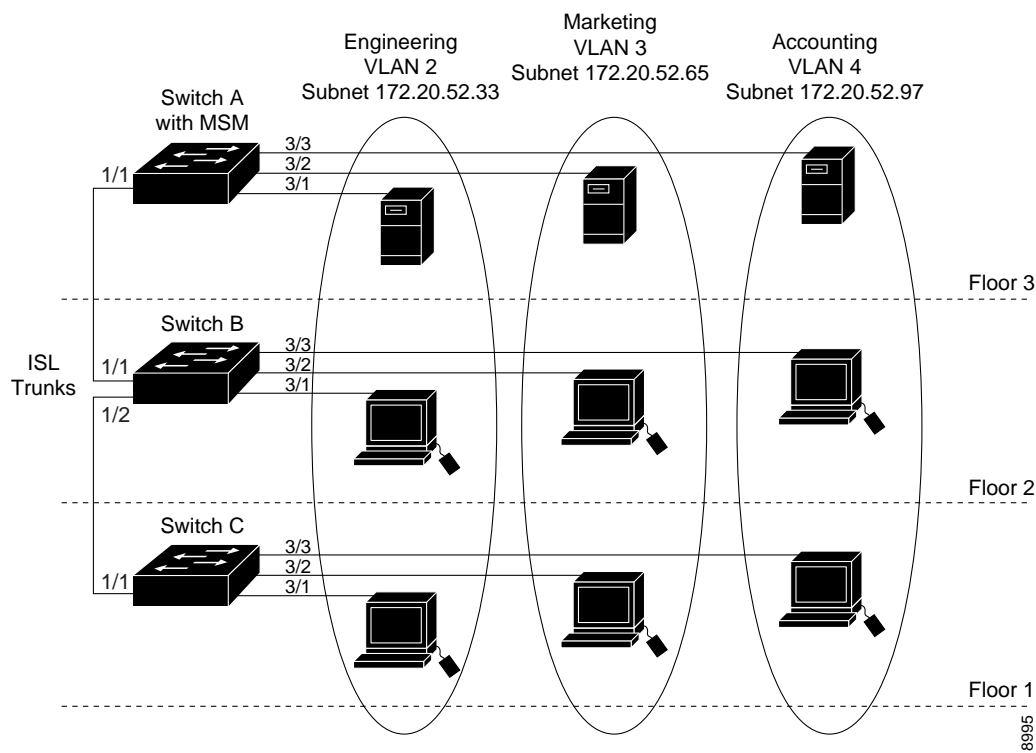 Engineering
VLAN 2
Subnet 172.20.52.33
Marketing
VLAN 3
Subnet 172.20.52.65
Accounting
VLAN 4
Subnet 172.20.52.97
Switch A
with MSM
1/1
3/3
3/2
3/1
Floor 3
Switch B
ISL
Trunks
1/1
1/2
3/3
3/2
3/1
Floor 2
Switch C
1/1
3/3
3/2
3/1
Floor 1
8995